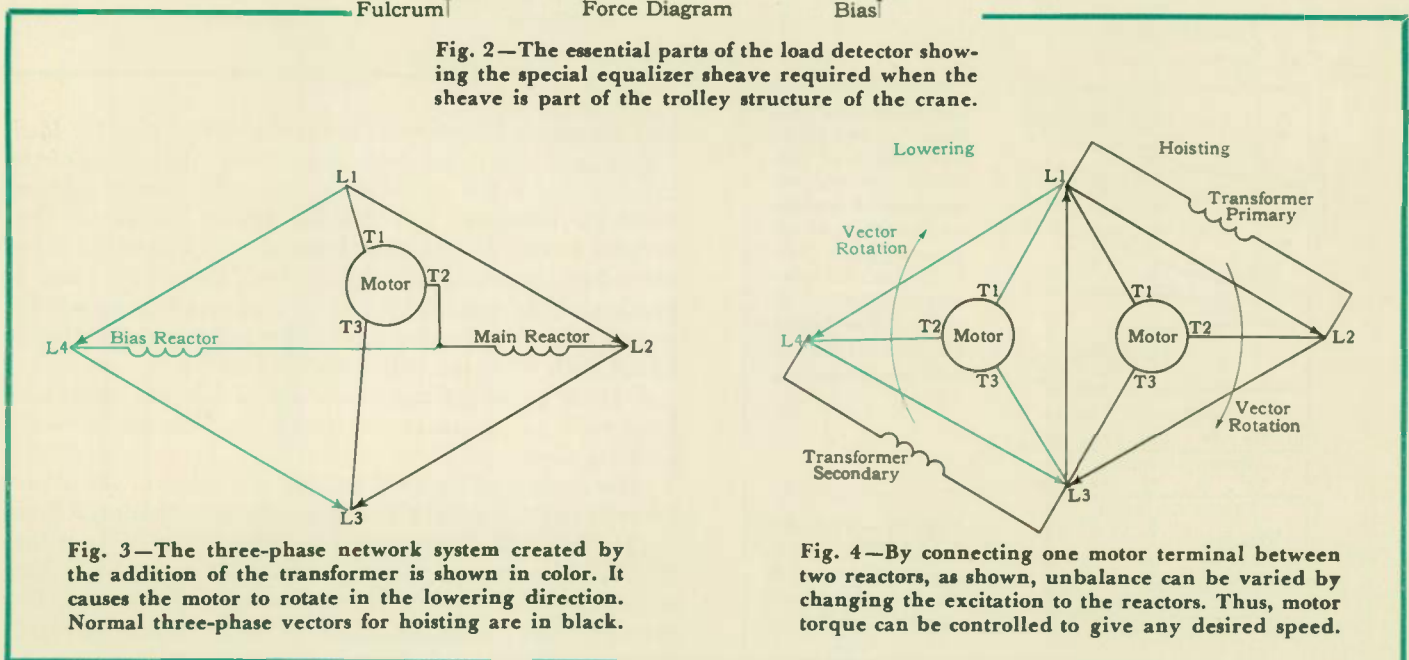 Fulcrum Force Diagram Bias
Fig. 2—The essential parts of the load detector show-
ing the special equalizer sheave required when the
sheave is part of the trolley structure of the crane.
L1
T1
Motor
T2
T3
Bias Reactor
Main Reactor
L4
L2
L3
Fig. 3—The three-phase network system created by
the addition of the transformer is shown in color. It
causes the motor to rotate in the lowering direction.
Normal three-phase vectors for hoisting are in black.
Lowering
Hoisting
L1
Transformer
Primary
Vector
Rotation
T1
T1
T2
Motor
Motor
T2
L4
L2
T3
T3
Vector
Rotation
Transformer
Secondary
L3
Fig. 4—By connecting one motor terminal between
two reactors, as shown, unbalance can be varied by
changing the excitation to the reactors. Thus, motor
torque can be controlled to give any desired speed.